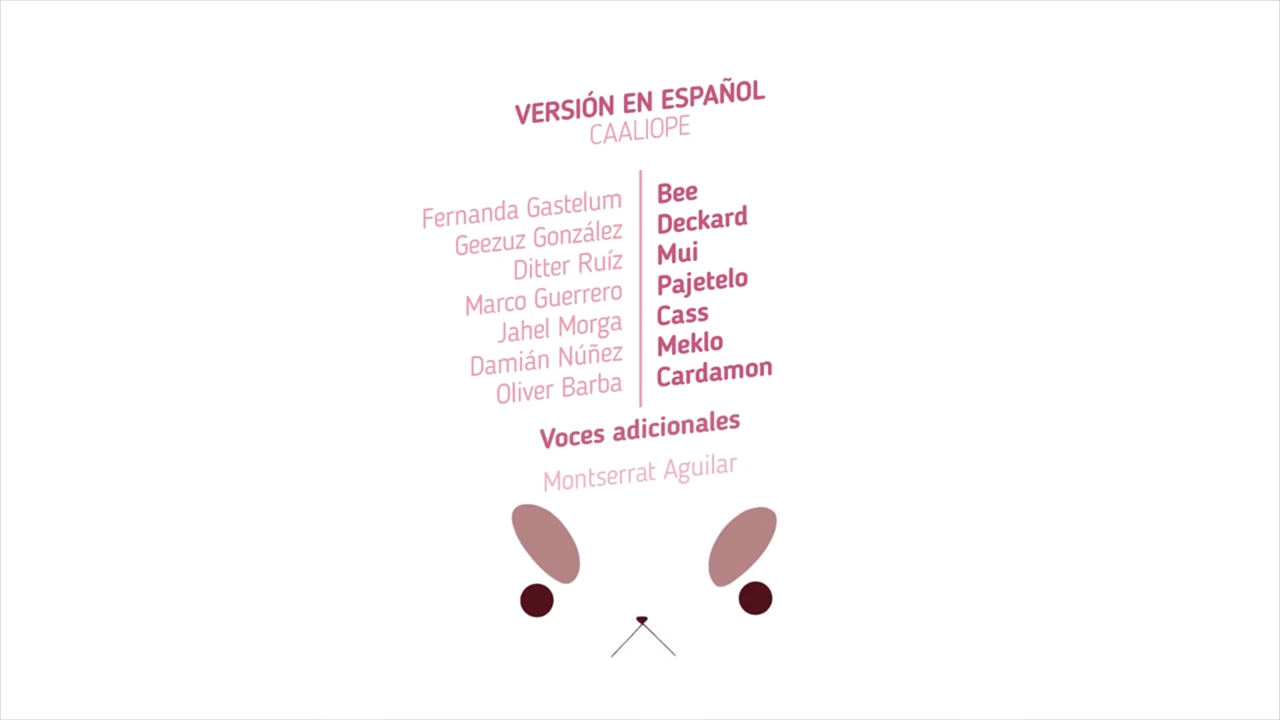 VERSIÓN EN ESPAÑOL
CAALIOPE
Fernanda Gastelum Bee
Geezuz González Deckard
Ditter Ruíz Mui
Marco Guerrero Pajetelo
Jahel Morga Cass
Damián Núñez Meklo
Oliver Barba Cardamon
Voces adicionales
Montserrat Aguilar